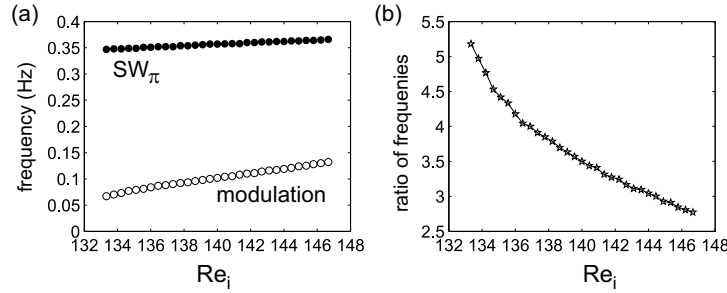 (a)
0.4
0.35
0.3
0.25
0.2
0.15
0.1
0.05
0
frequency (Hz)
SWπ
modulation
132 134 136 138 140 142 144 146 148
Rei
(b)
5.5
5
4.5
4
3.5
3
2.5
ratio of frequenies
132 134 136 138 140 142 144 146 148
Rei